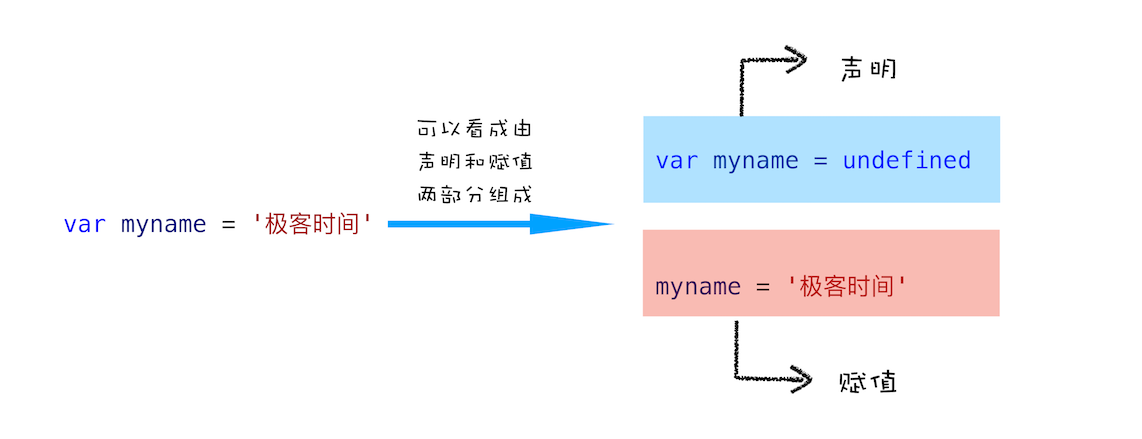 声明
可以看成由
声明和赋值
两部分组成
var myname = undefined
var myname = '极客时间'
myname = '极客时间'
赋值